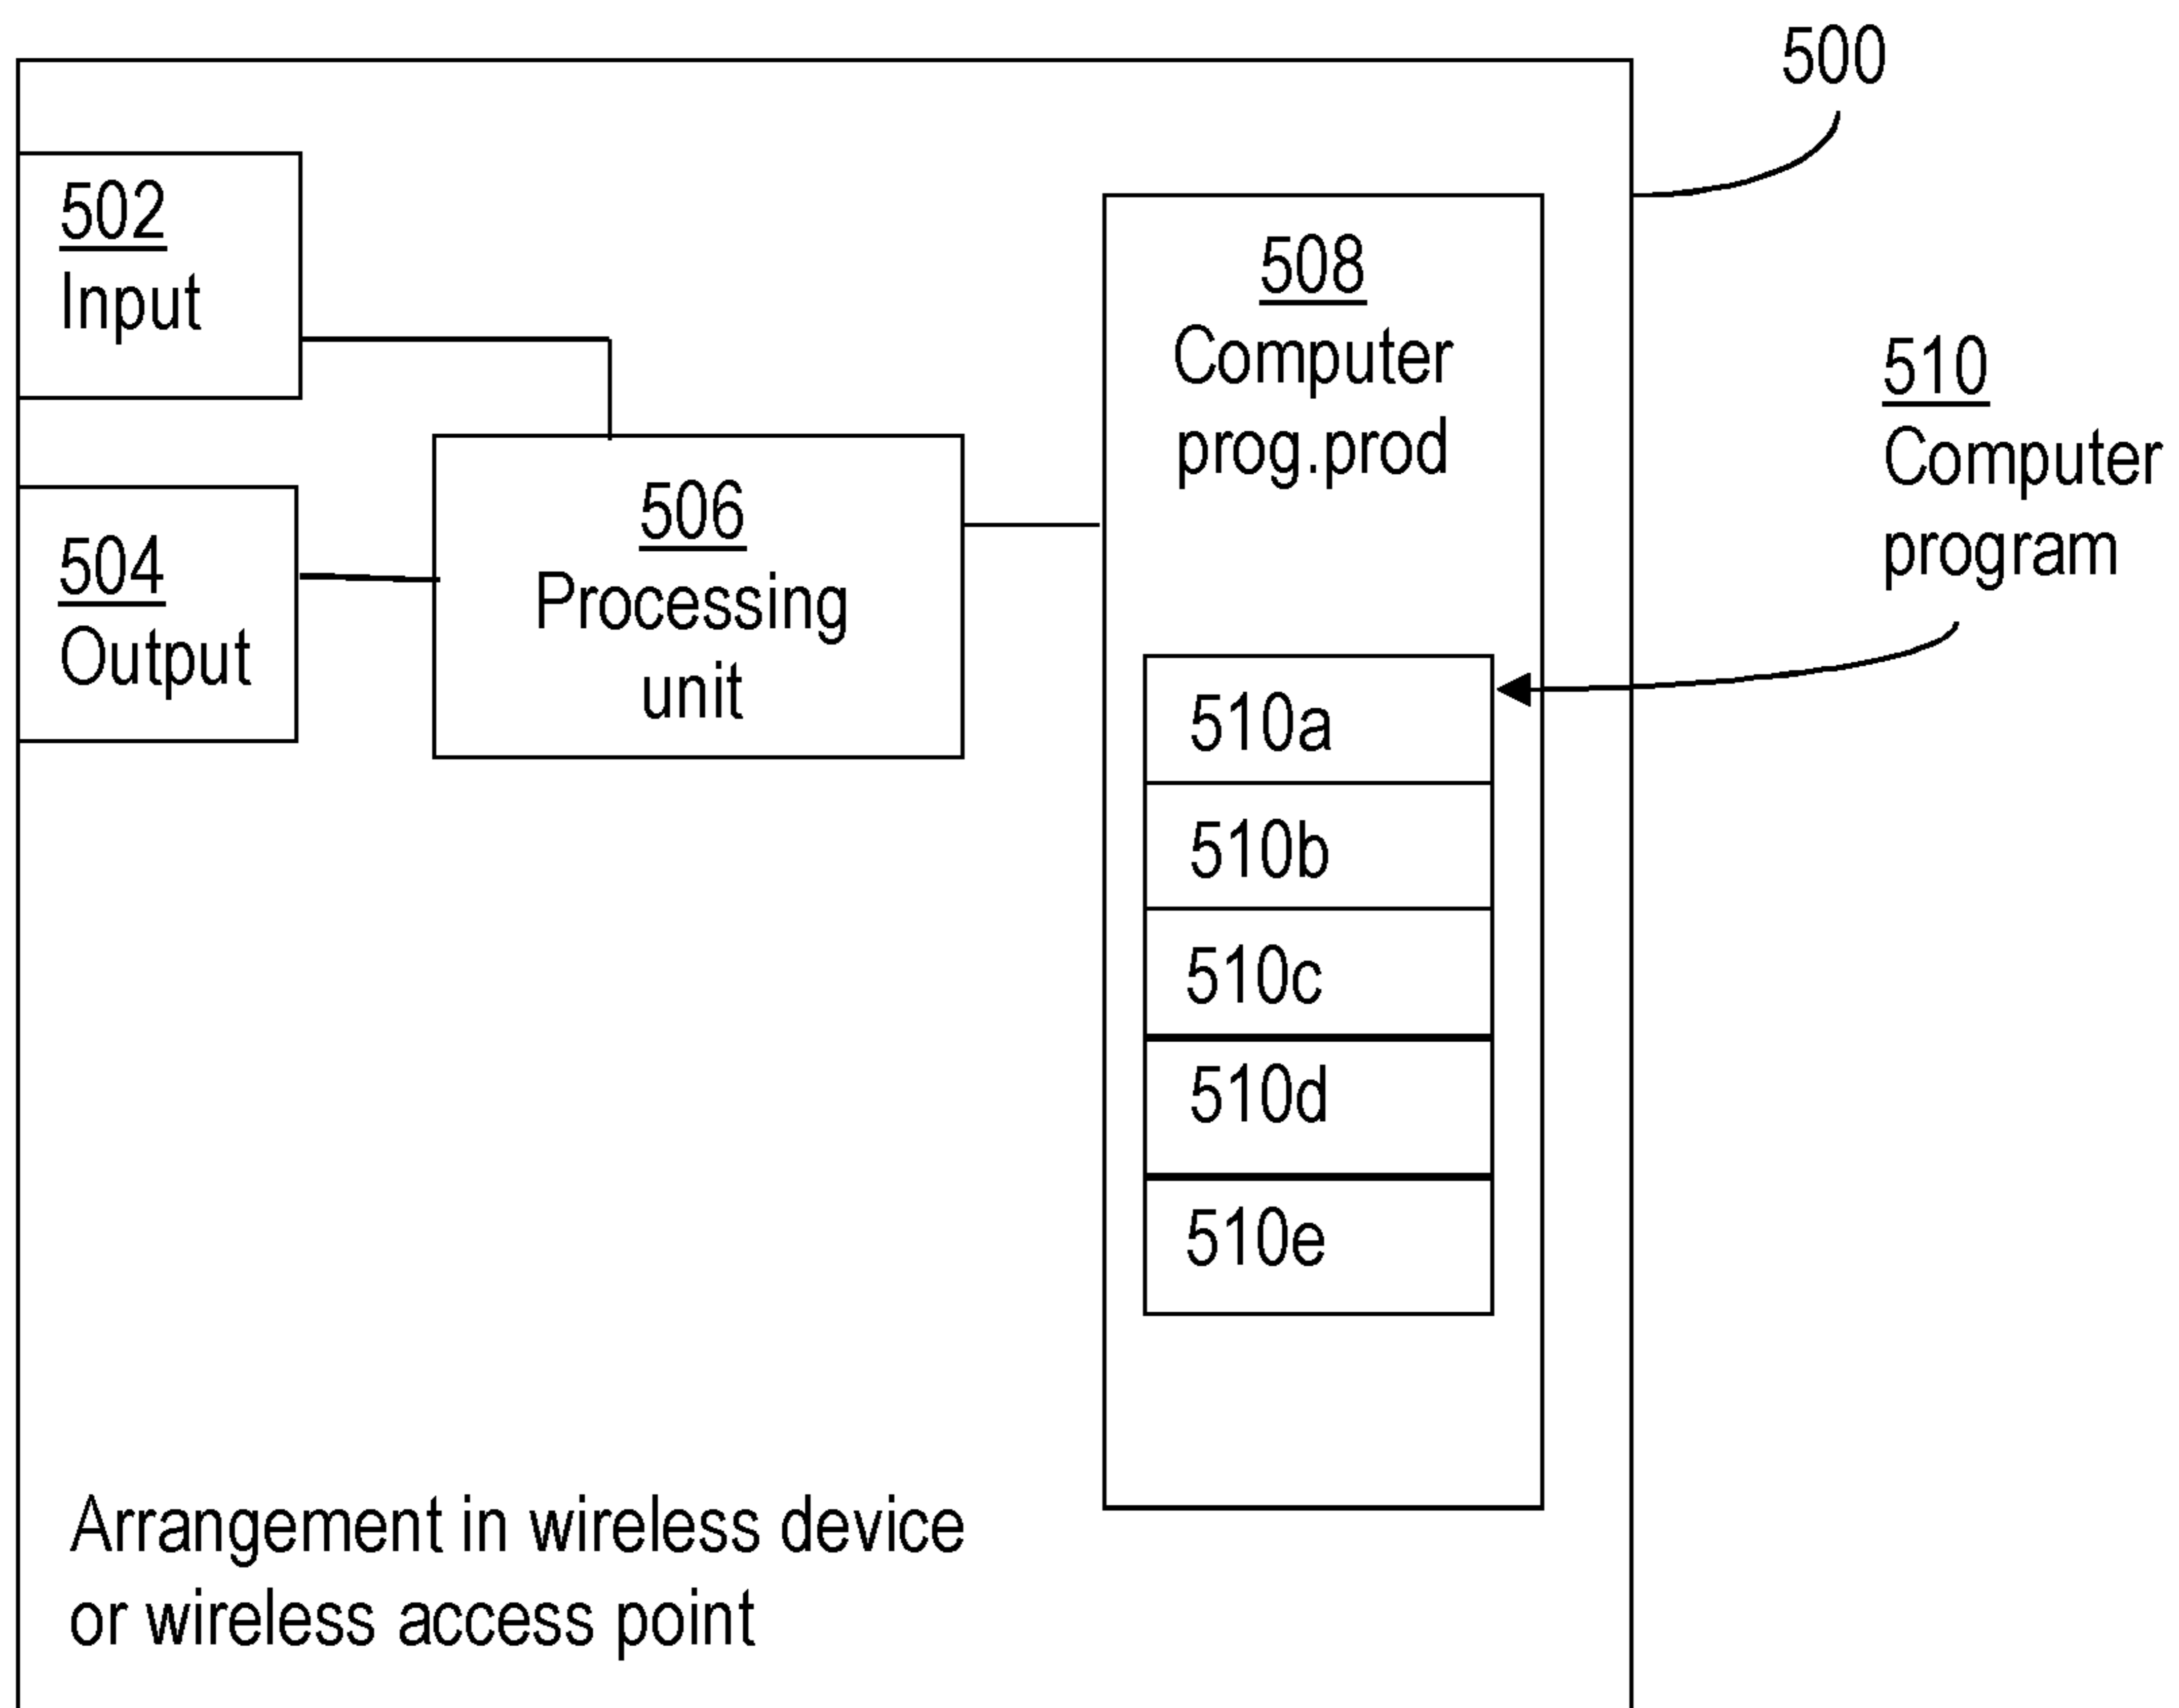 500
502
Input
504
Output
506
Processing
unit
508
Computer
prog.prod
510
Computer
program
510a
510b
510c
510d
510e
Arrangement in wireless device
or wireless access point